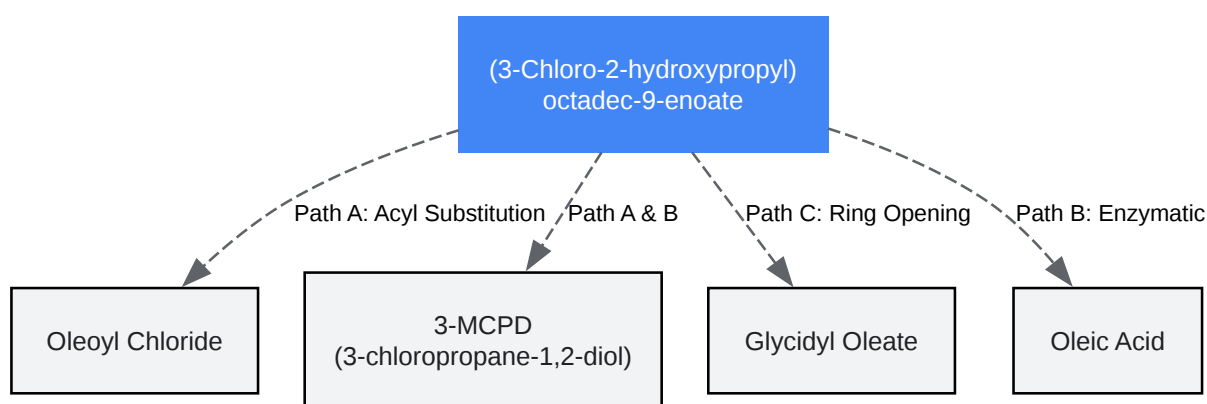 (3-Chloro-2-hydroxypropyl)
octadec-9-enoate
Path A: Acyl Substitution
Path A & B
Path C: Ring Opening
Path B: Enzymatic
Oleoyl Chloride
3-MCPD
(3-chloropropane-1,2-diol)
Glycidyl Oleate
Oleic Acid